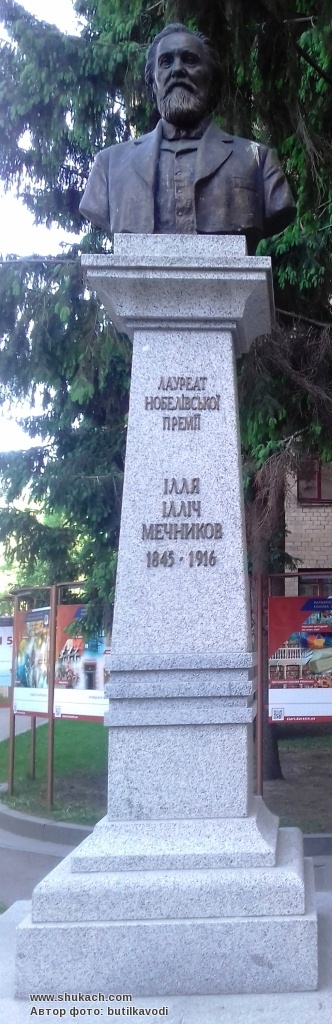 ЛАУРЕАТ
НОБЕЛІВСЬКОЇ
ПРЕМІЇ
ІЛЛЯ
ІЛЛІЧ
МЕЧНИКОВ
1845 - 1916
www.shukach.com
Автор фото: butilkavodi